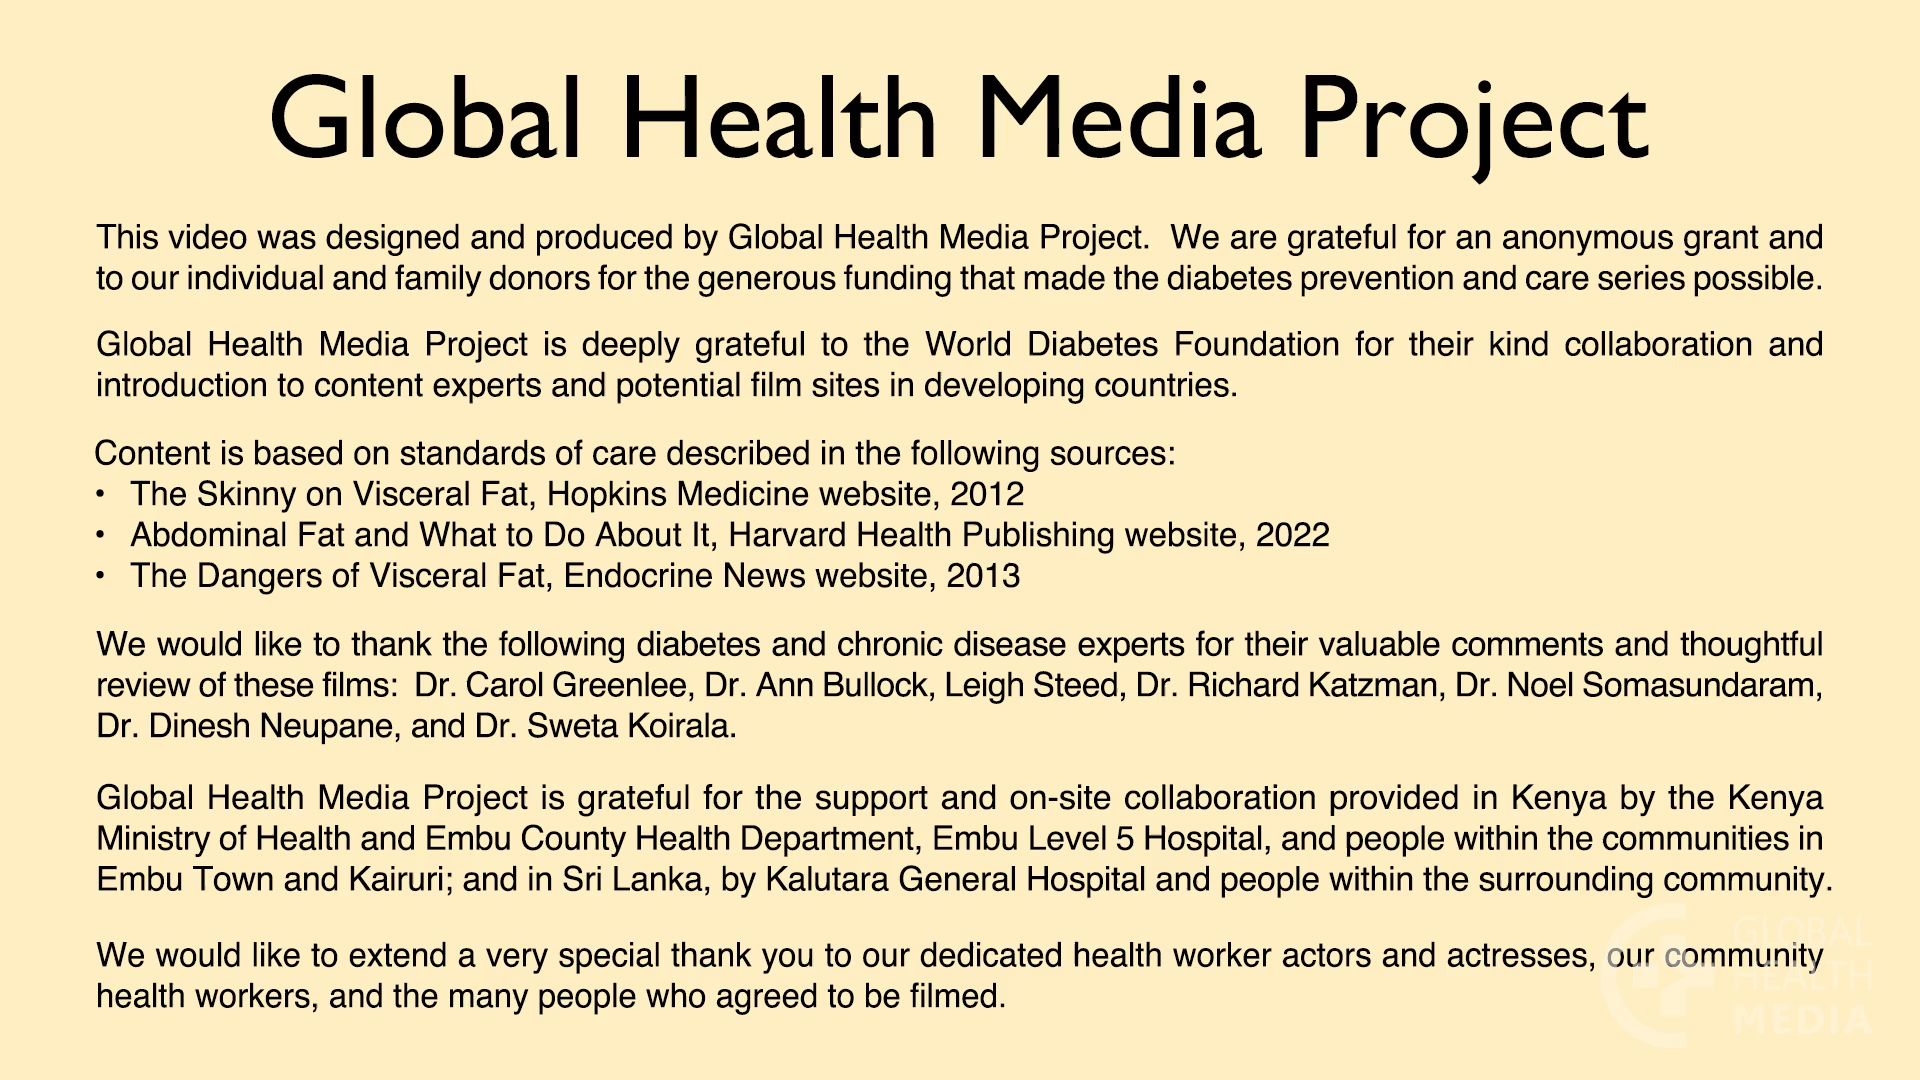 Global Health Media Project
This video was designed and produced by Global Health Media Project.  We are grateful for an anonymous grant and
to our individual and family donors for the generous funding that made the diabetes prevention and care series possible.
Global Health Media Project is deeply grateful to the World Diabetes Foundation for their kind collaboration and
introduction to content experts and potential film sites in developing countries.
Content is based on standards of care described in the following sources:
• The Skinny on Visceral Fat, Hopkins Medicine website, 2012
• Abdominal Fat and What to Do About It, Harvard Health Publishing website, 2022
• The Dangers of Visceral Fat, Endocrine News website, 2013
We would like to thank the following diabetes and chronic disease experts for their valuable comments and thoughtful
review of these films:  Dr. Carol Greenlee, Dr. Ann Bullock, Leigh Steed, Dr. Richard Katzman, Dr. Noel Somasundaram,
Dr. Dinesh Neupane, and Dr. Sweta Koirala.
Global Health Media Project is grateful for the support and on-site collaboration provided in Kenya by the Kenya
Ministry of Health and Embu County Health Department, Embu Level 5 Hospital, and people within the communities in
Embu Town and Kairuri; and in Sri Lanka, by Kalutara General Hospital and people within the surrounding community.
We would like to extend a very special thank you to our dedicated health worker actors and actresses, our community
health workers, and the many people who agreed to be filmed.
GLOBAL
HEALTH
MEDIA